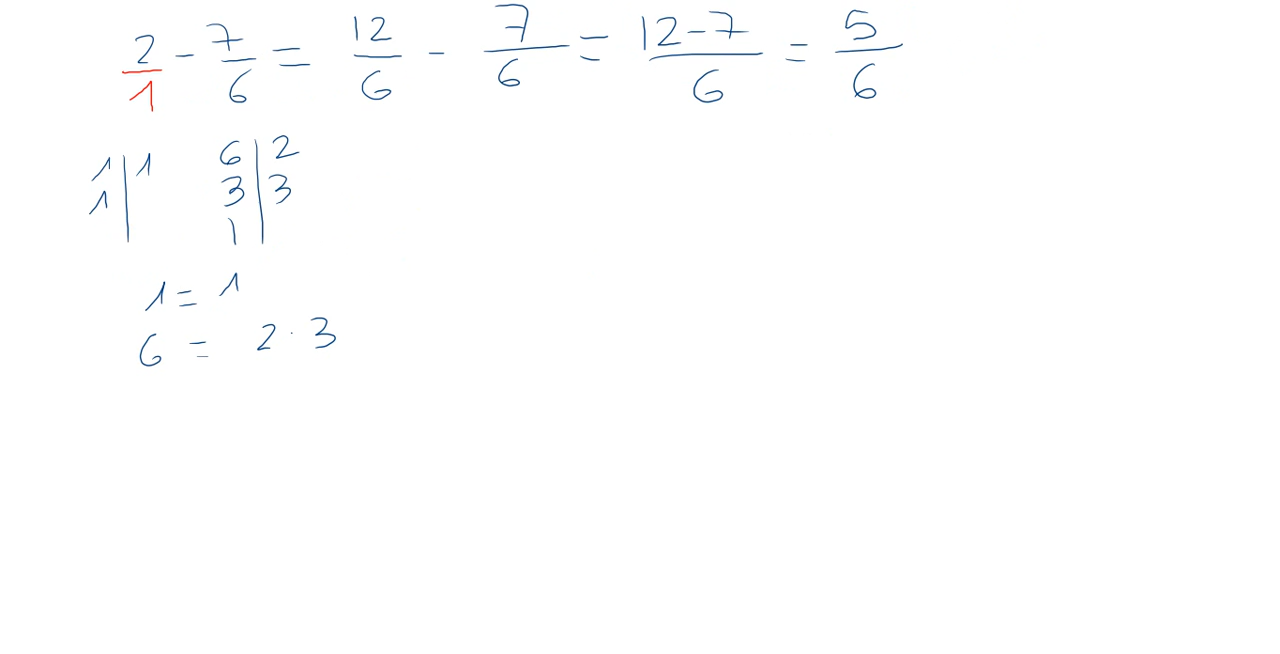 2/1 - 7/6 = 12/6 - 7/6 = 12-7/6 = 5/6
1 | 1 6 | 2
1 | 3 | 3
1 |
1 = 1
6 = 2 · 3